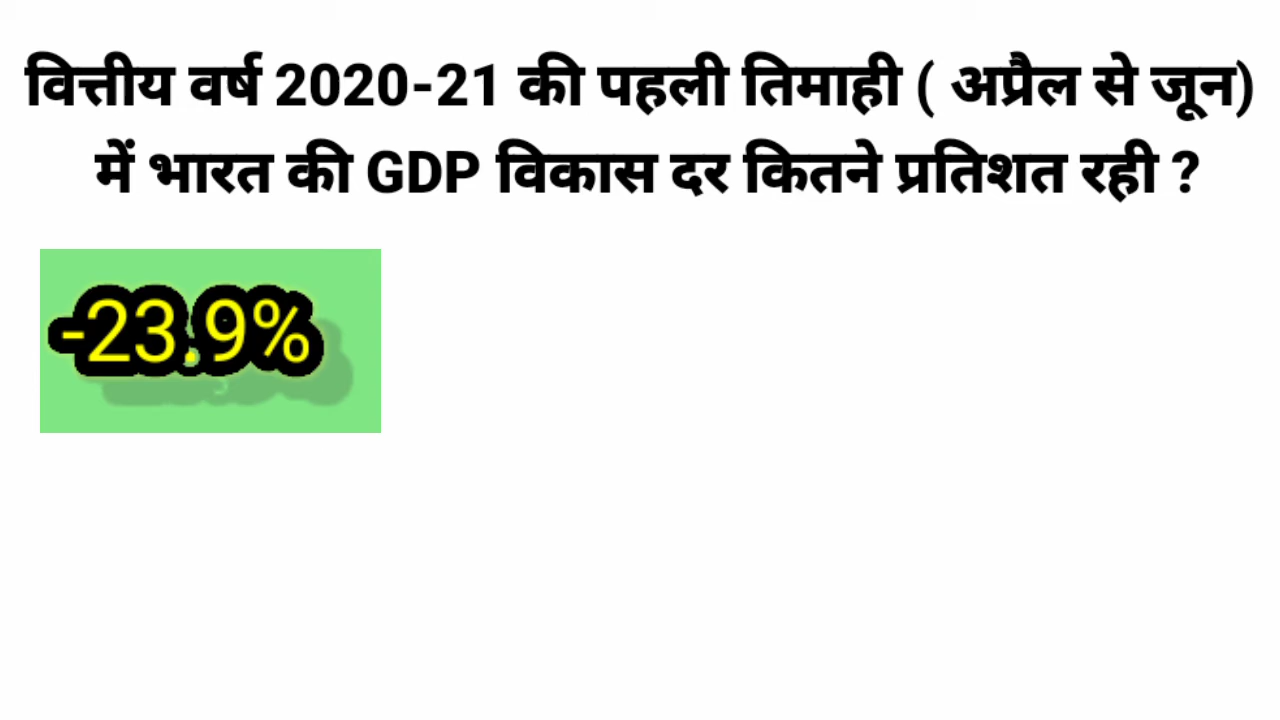 वित्तीय वर्ष 2020-21 की पहली तिमाही ( अप्रैल से जून)
में भारत की GDP विकास दर कितने प्रतिशत रही ?
-23.9%